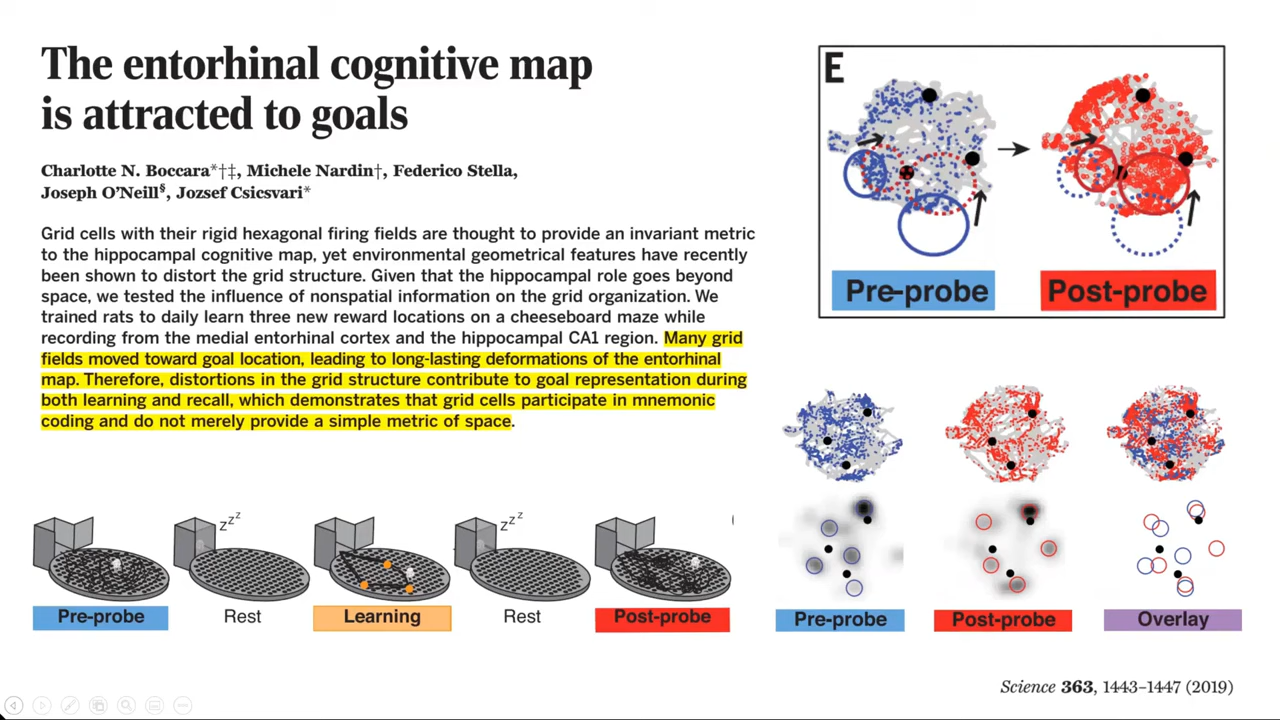 The entorhinal cognitive map
is attracted to goals
Charlotte N. Boccara*†‡, Michele Nardin†, Federico Stella,
Joseph O'Neill§, Jozsef Csicsvari*
Grid cells with their rigid hexagonal firing fields are thought to provide an invariant metric
to the hippocampal cognitive map, yet environmental geometrical features have recently
been shown to distort the grid structure. Given that the hippocampal role goes beyond
space, we tested the influence of nonspatial information on the grid organization. We
trained rats to daily learn three new reward locations on a cheeseboard maze while
recording from the medial entorhinal cortex and the hippocampal CA1 region. Many grid
fields moved toward goal location, leading to long-lasting deformations of the entorhinal
map. Therefore, distortions in the grid structure contribute to goal representation during
both learning and recall, which demonstrates that grid cells participate in mnemonic
coding and do not merely provide a simple metric of space.
E
Pre-probe
Post-probe
zzz
zzz
Pre-probe
Rest
Learning
Rest
Post-probe
Pre-probe
Post-probe
Overlay
Science 363, 1443–1447 (2019)